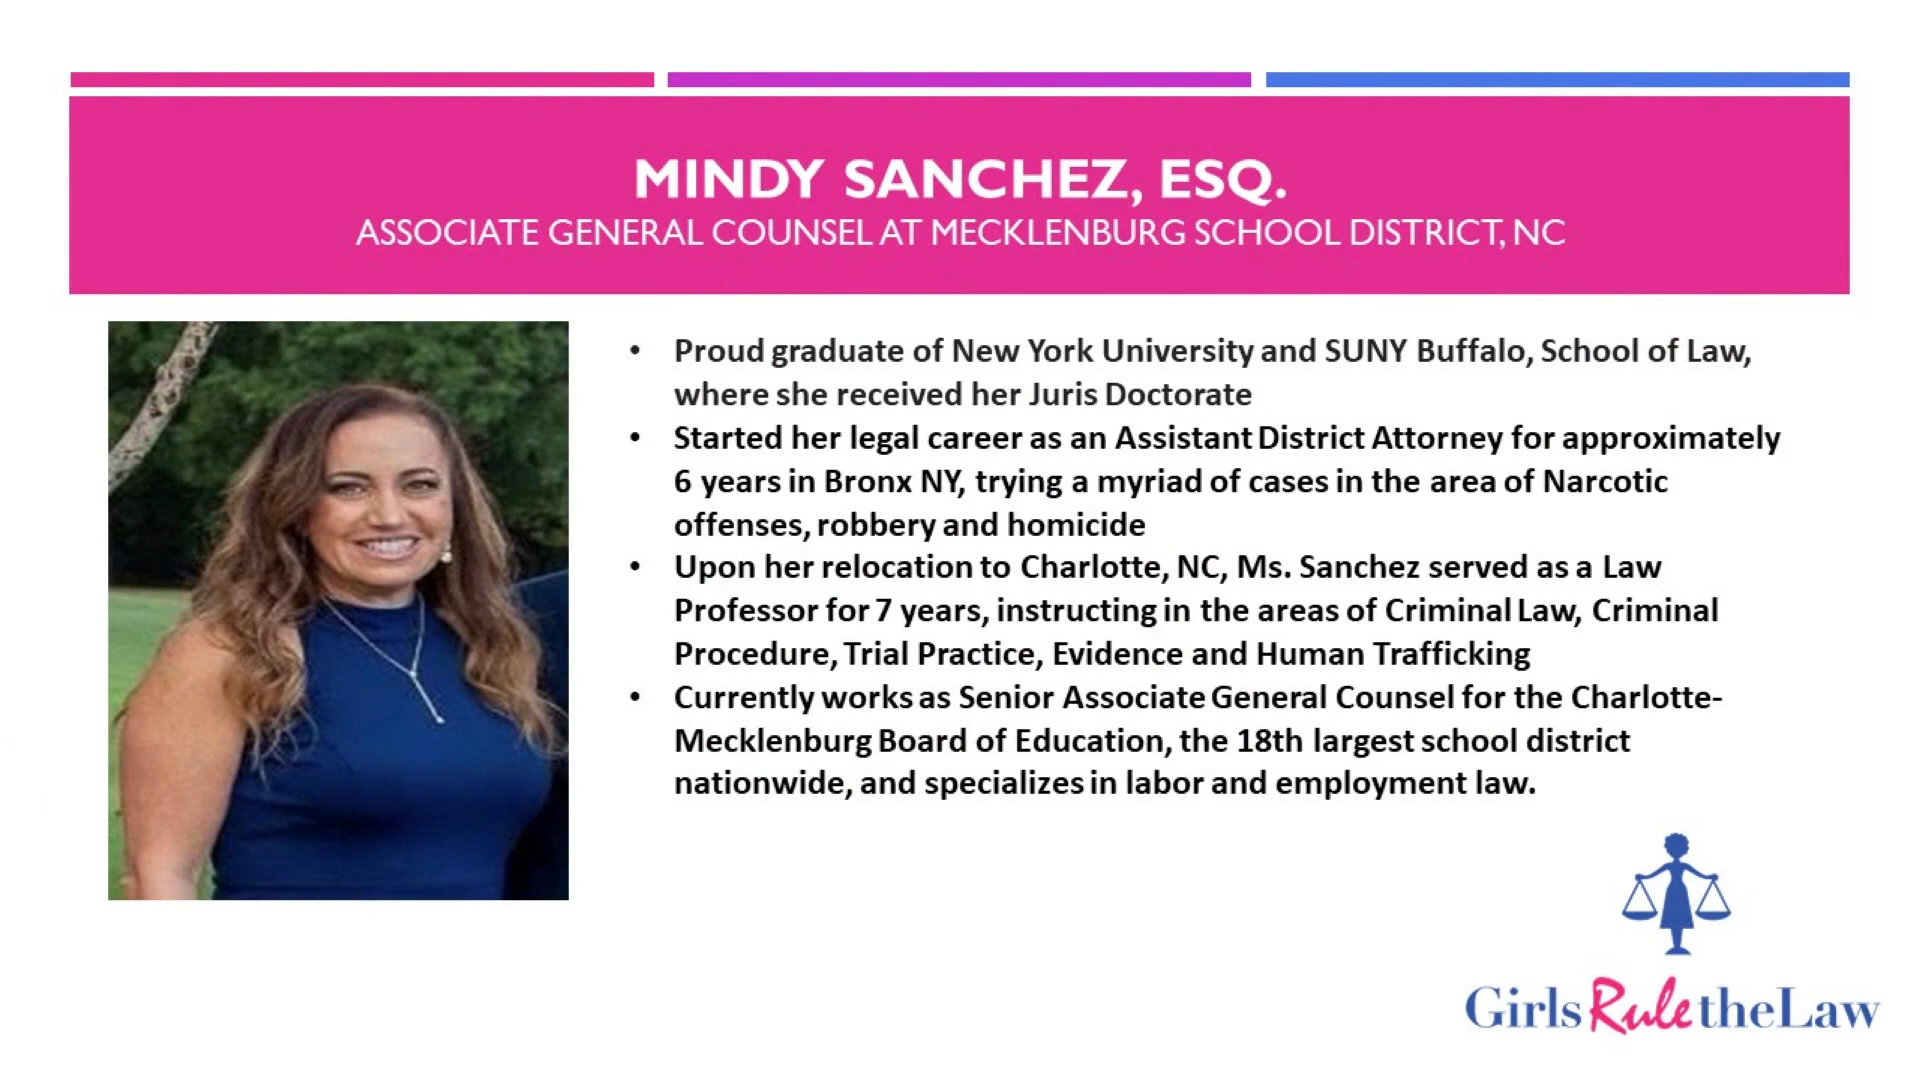 MINDY SANCHEZ, ESQ.
ASSOCIATE GENERAL COUNSEL AT MECKLENBURG SCHOOL DISTRICT, NC
• Proud graduate of New York University and SUNY Buffalo, School of Law,
where she received her Juris Doctorate
• Started her legal career as an Assistant District Attorney for approximately
6 years in Bronx NY, trying a myriad of cases in the area of Narcotic
offenses, robbery and homicide
• Upon her relocation to Charlotte, NC, Ms. Sanchez served as a Law
Professor for 7 years, instructing in the areas of Criminal Law, Criminal
Procedure, Trial Practice, Evidence and Human Trafficking
• Currently works as Senior Associate General Counsel for the Charlotte-
Mecklenburg Board of Education, the 18th largest school district
nationwide, and specializes in labor and employment law.
Girls Rule the Law